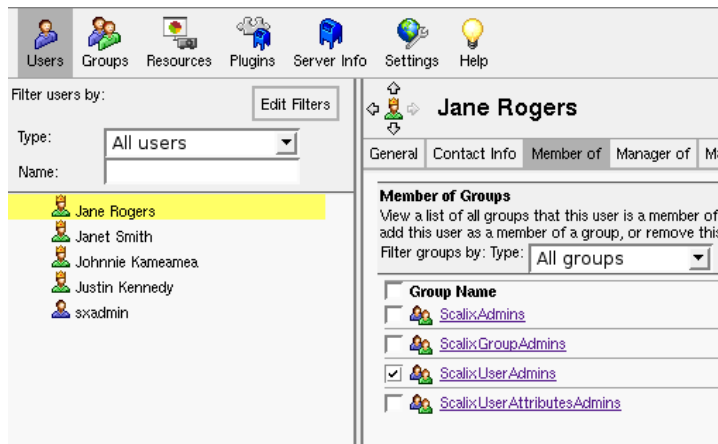 Users Groups Resources Plugins Server Info Settings Help
Filter users by:
Edit Filters
Type:
All users
Name:
Jane Rogers
Janet Smith
Johnnie Kameamea
Justin Kennedy
sxadmin
Jane Rogers
General Contact Info Member of Manager of
Member of Groups
View a list of all groups that this user is a member of
add this user as a member of a group, or remove this
Filter groups by: Type: All groups
Group Name
ScalixAdmins
ScalixGroupAdmins
ScalixUserAdmins
ScalixUserAttributesAdmins